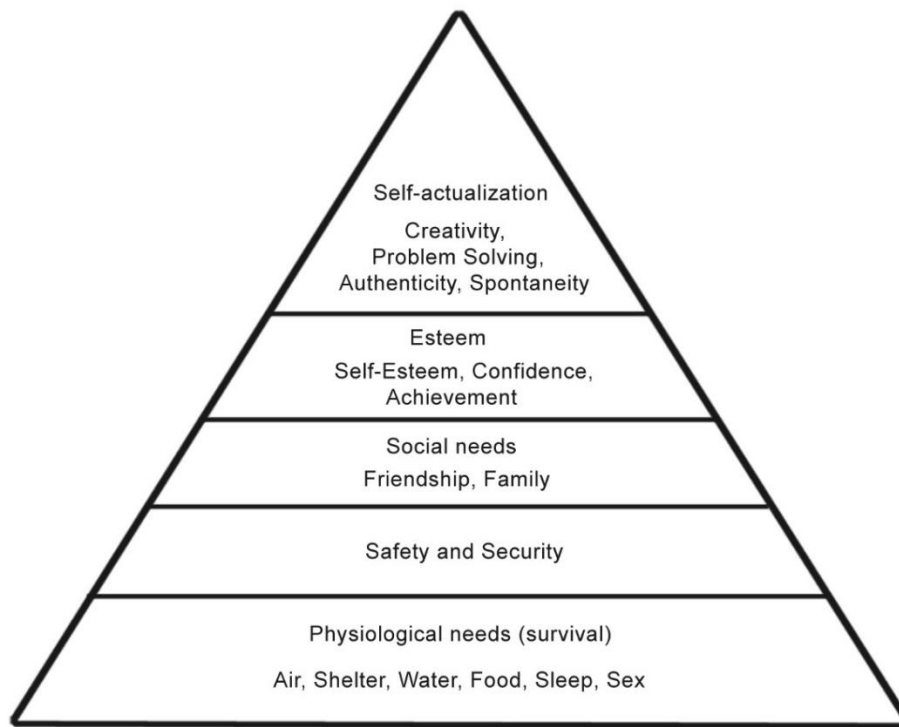 Self-actualization
Creativity,
Problem Solving,
Authenticity, Spontaneity
Esteem
Self-Esteem, Confidence,
Achievement
Social needs
Friendship, Family
Safety and Security
Physiological needs (survival)
Air, Shelter, Water, Food, Sleep, Sex